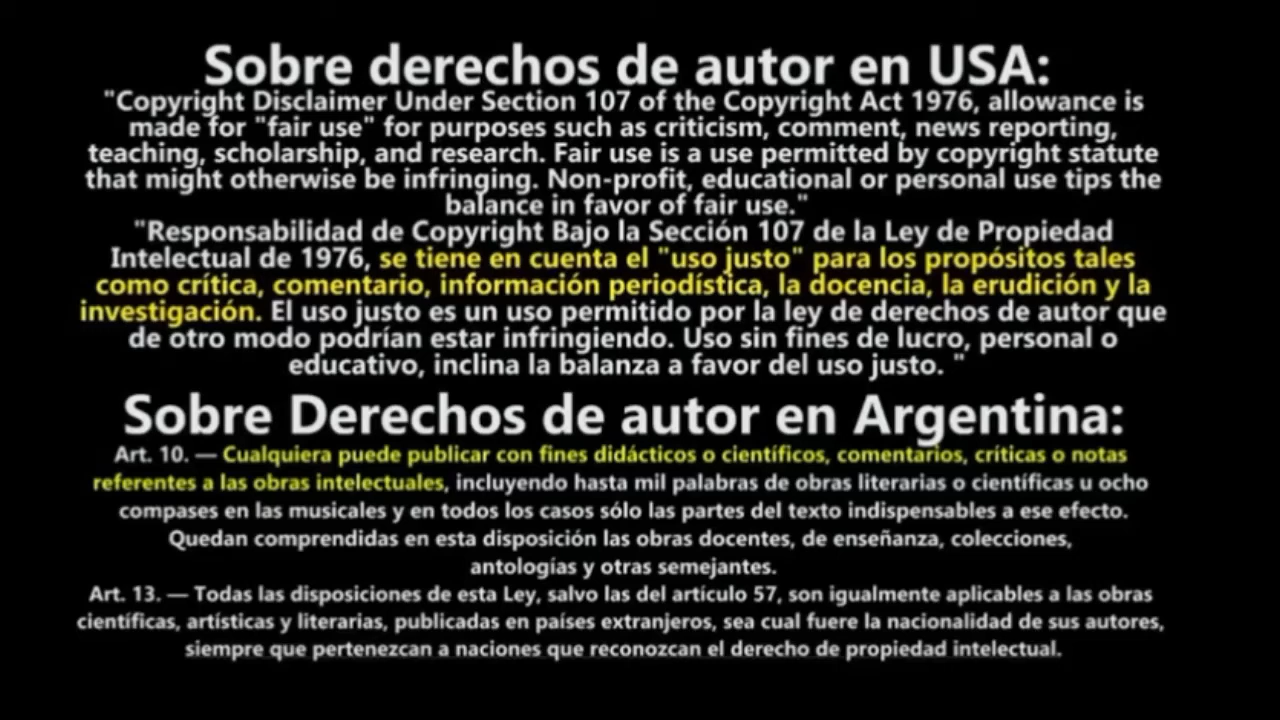 Sobre derechos de autor en USA:
"Copyright Disclaimer Under Section 107 of the Copyright Act 1976, allowance is
made for "fair use" for purposes such as criticism, comment, news reporting,
teaching, scholarship, and research. Fair use is a use permitted by copyright statute
that might otherwise be infringing. Non-profit, educational or personal use tips the
balance in favor of fair use."
"Responsabilidad de Copyright Bajo la Sección 107 de la Ley de Propiedad
Intelectual de 1976, se tiene en cuenta el "uso justo" para los propósitos tales
como crítica, comentario, información periodística, la docencia, la erudición y la
investigación. El uso justo es un uso permitido por la ley de derechos de autor que
de otro modo podrían estar infringiendo. Uso sin fines de lucro, personal o
educativo, inclina la balanza a favor del uso justo. "
Sobre Derechos de autor en Argentina:
Art. 10. — Cualquiera puede publicar con fines didácticos o científicos, comentarios, críticas o notas
referentes a las obras intelectuales, incluyendo hasta mil palabras de obras literarias o científicas u ocho
compases en las musicales y en todos los casos sólo las partes del texto indispensables a ese efecto.
Quedan comprendidas en esta disposición las obras docentes, de enseñanza, colecciones,
antologías y otras semejantes.
Art. 13. — Todas las disposiciones de esta Ley, salvo las del artículo 57, son igualmente aplicables a las obras
científicas, artísticas y literarias, publicadas en países extranjeros, sea cual fuere la nacionalidad de sus autores,
siempre que pertenezcan a naciones que reconozcan el derecho de propiedad intelectual.